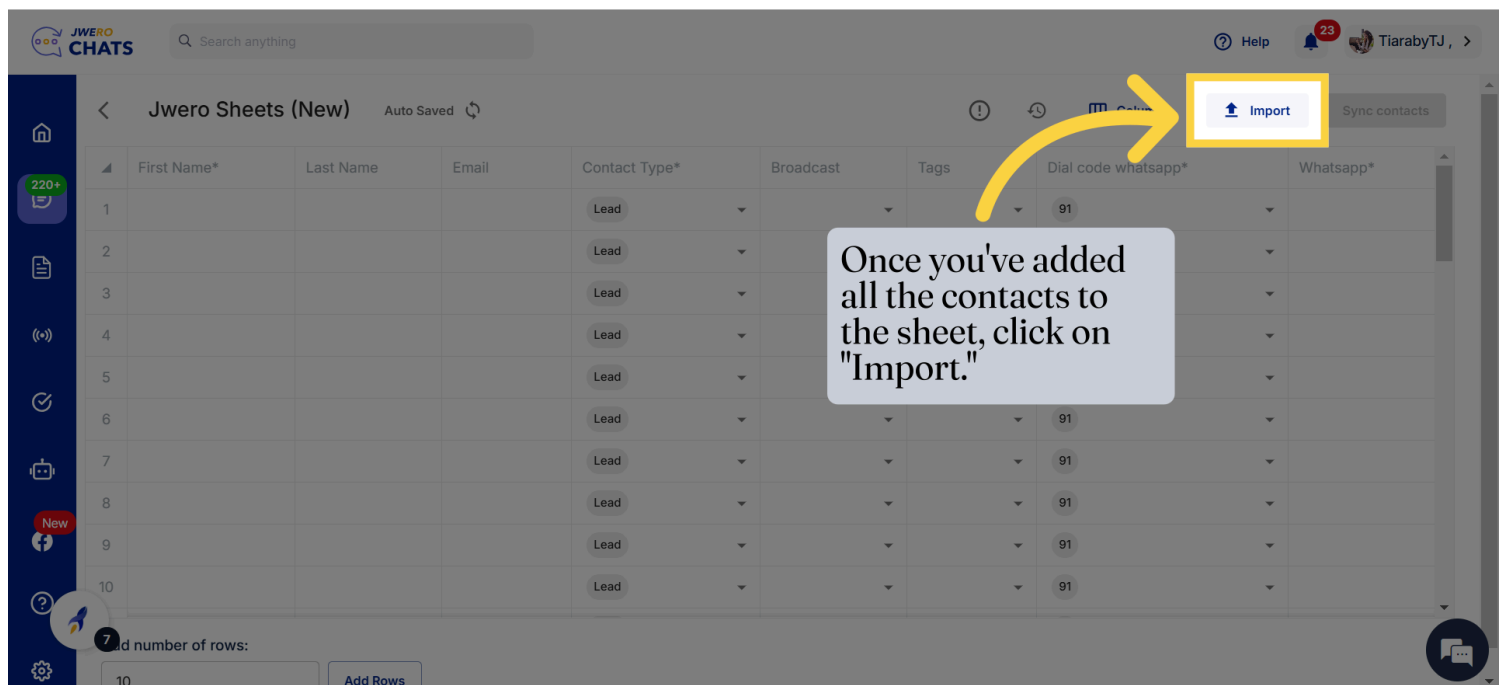 JWERO
CHATS
Search anything
Help
23
TiarabyTJ ,
Jwero Sheets (New)
Auto Saved
Import
Sync contacts
First Name*
Last Name
Email
Contact Type*
Broadcast
Tags
Dial code whatsapp*
Whatsapp*
220+
1
Lead
91
2
Lead
3
Lead
4
Lead
5
Lead
6
Lead
91
7
Lead
91
8
Lead
91
9
Lead
91
10
Lead
91
Once you've added
all the contacts to
the sheet, click on
"Import."
New
7
number of rows:
10
Add Rows